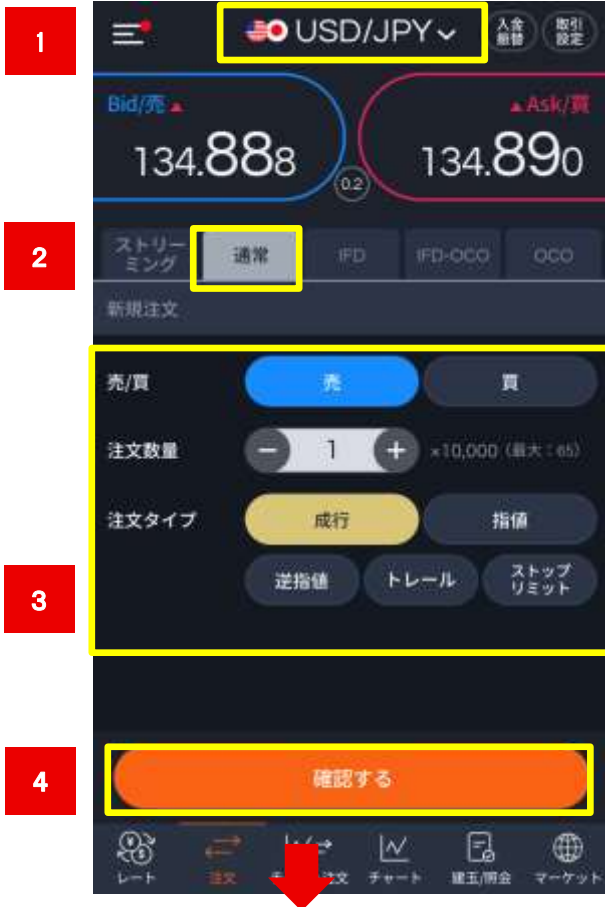 1
USD/JPY
入金
振替
取引
設定
Bid/売
Ask/買
134.888
134.890
0.2
2
ストリー
ミング
通常
IFD
IFD-OCO
OCO
新規注文
売/買
売
買
注文数量
−
1
+
×10,000 (最大:65)
注文タイプ
成行
指値
3
逆指値
トレール
ストップ
リミット
4
確認する
レート
注文
注文
チャート
建玉/照会
マーケット